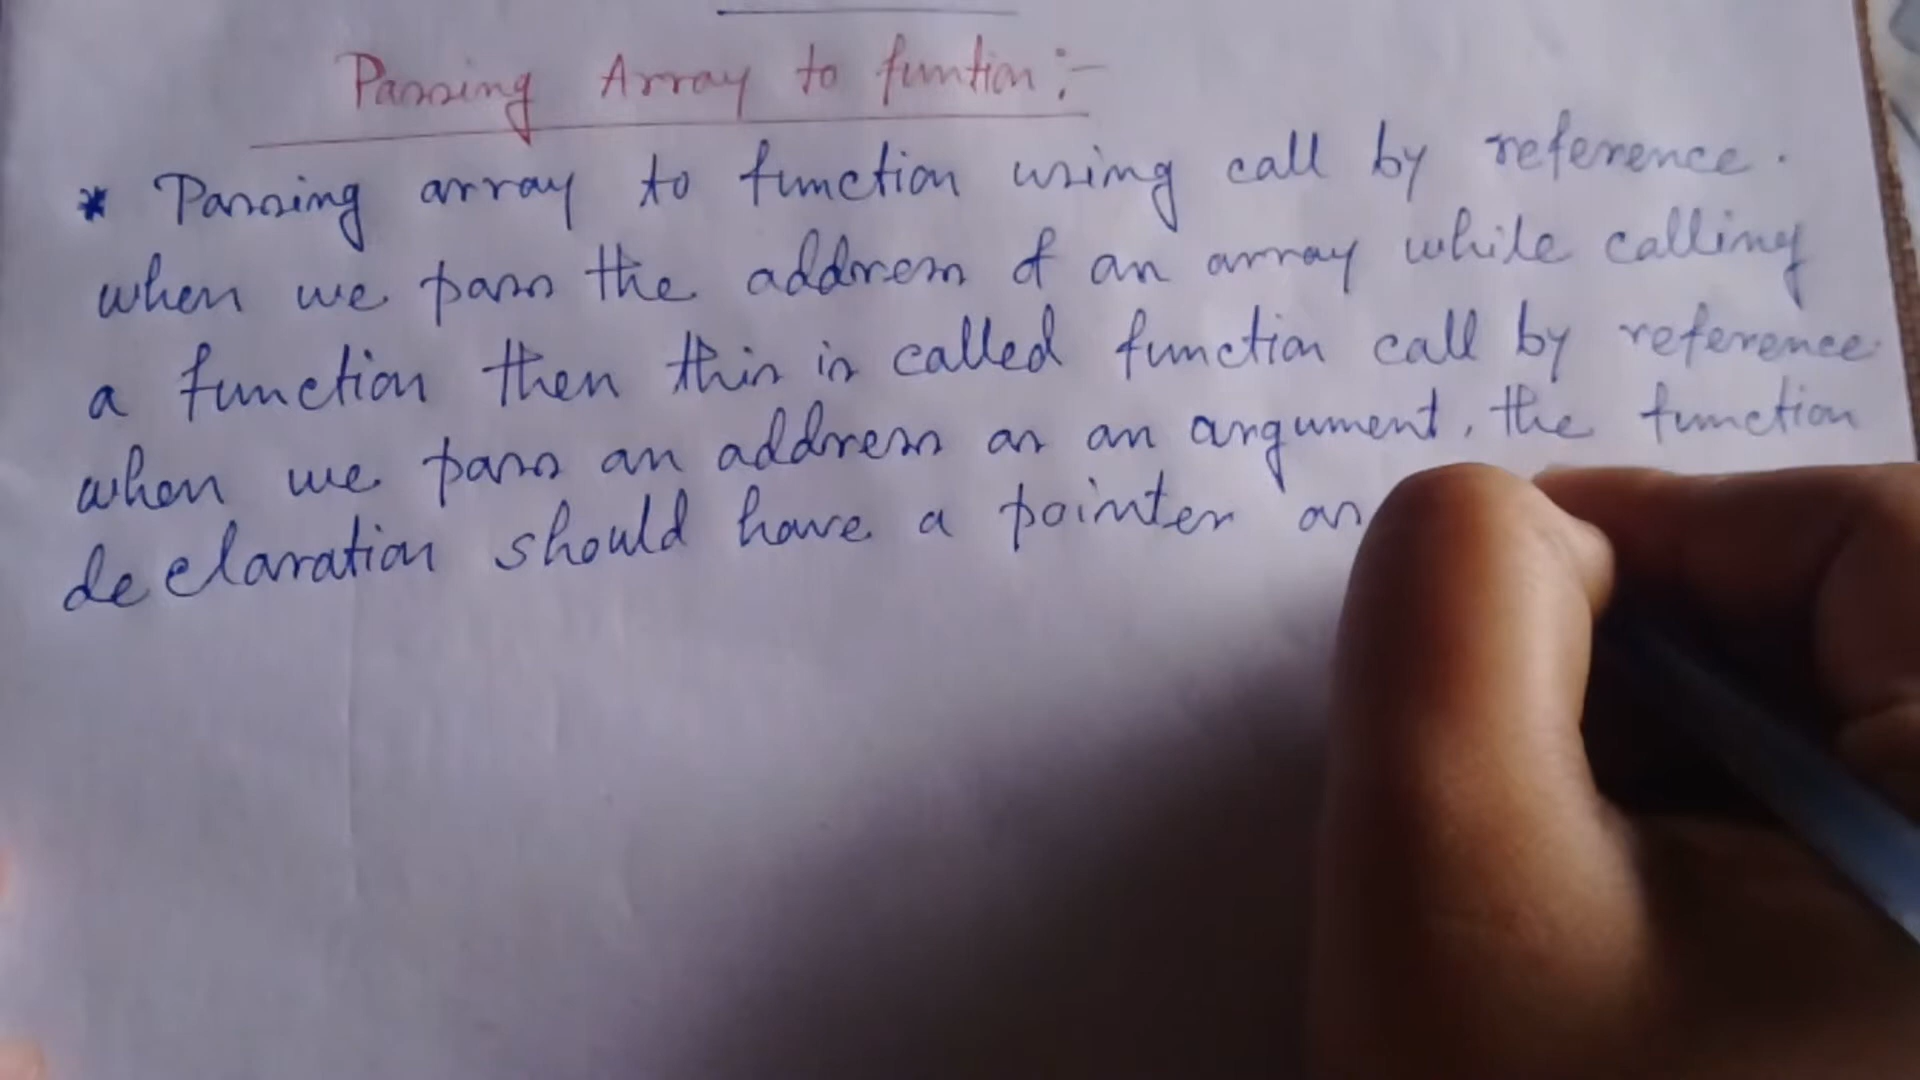 Passing Array to funtion :-
* Passing array to function using call by reference.
when we pass the address of an array while calling
a function then this is called function call by reference.
when we pass an address as an argument, the function
declaration should have a pointer as